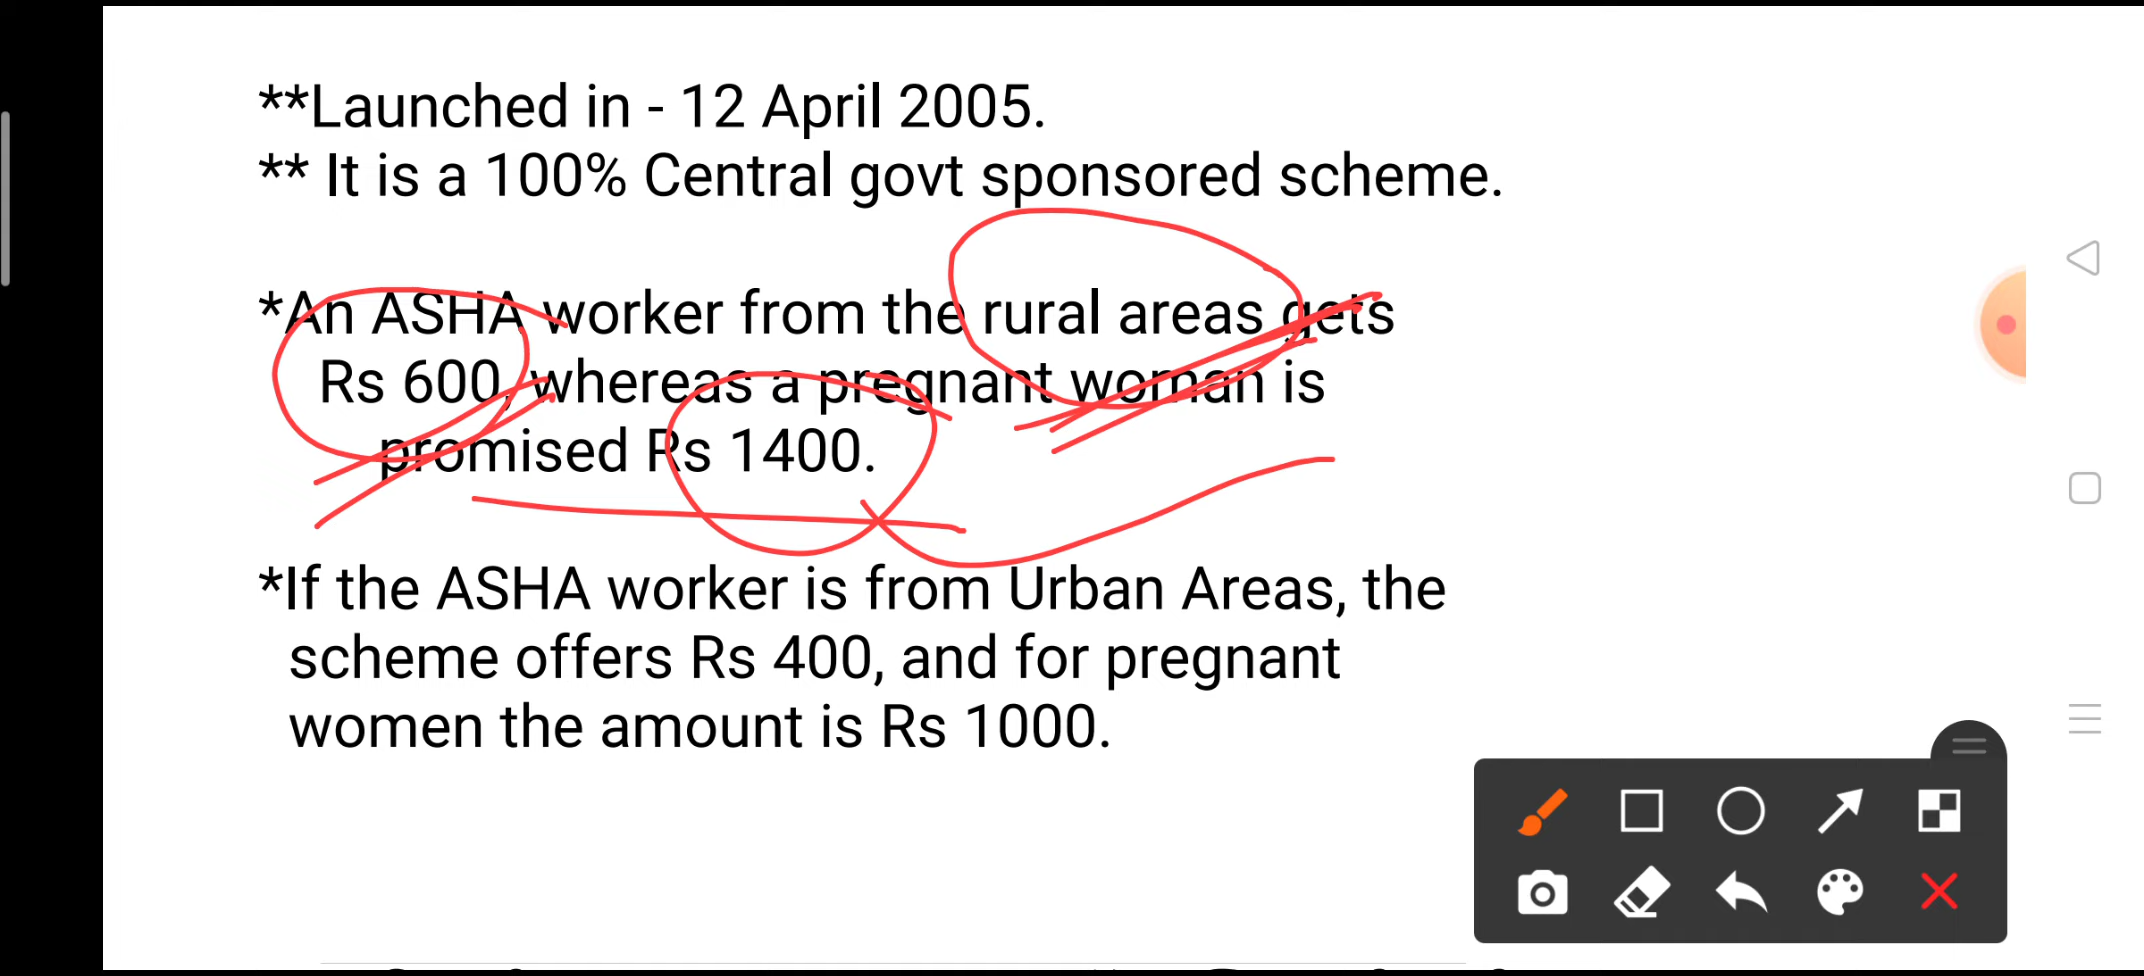 **Launched in - 12 April 2005.
** It is a 100% Central govt sponsored scheme.
*An ASHA worker from the rural areas gets
Rs 600, whereas a pregnant woman is
promised Rs 1400.
*If the ASHA worker is from Urban Areas, the
scheme offers Rs 400, and for pregnant
women the amount is Rs 1000.